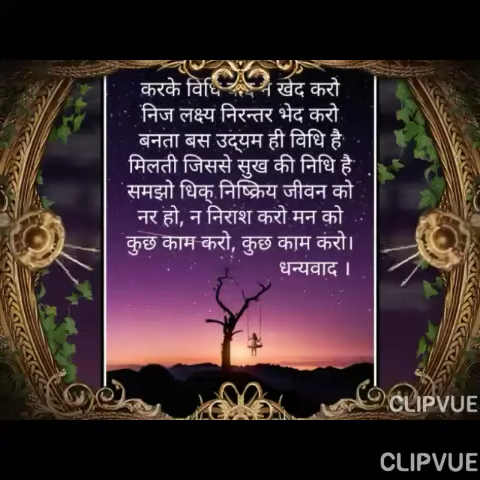 करके विधि न खेद करो
निज लक्ष्य निरन्तर भेद करो
बनता बस उद्यम ही विधि है
मिलती जिससे सुख की निधि है
समझो धिक् निष्क्रिय जीवन को
नर हो, न निराश करो मन को
कुछ काम करो, कुछ काम करो।
धन्यवाद ।
CLIPVUE
CLIPVUE